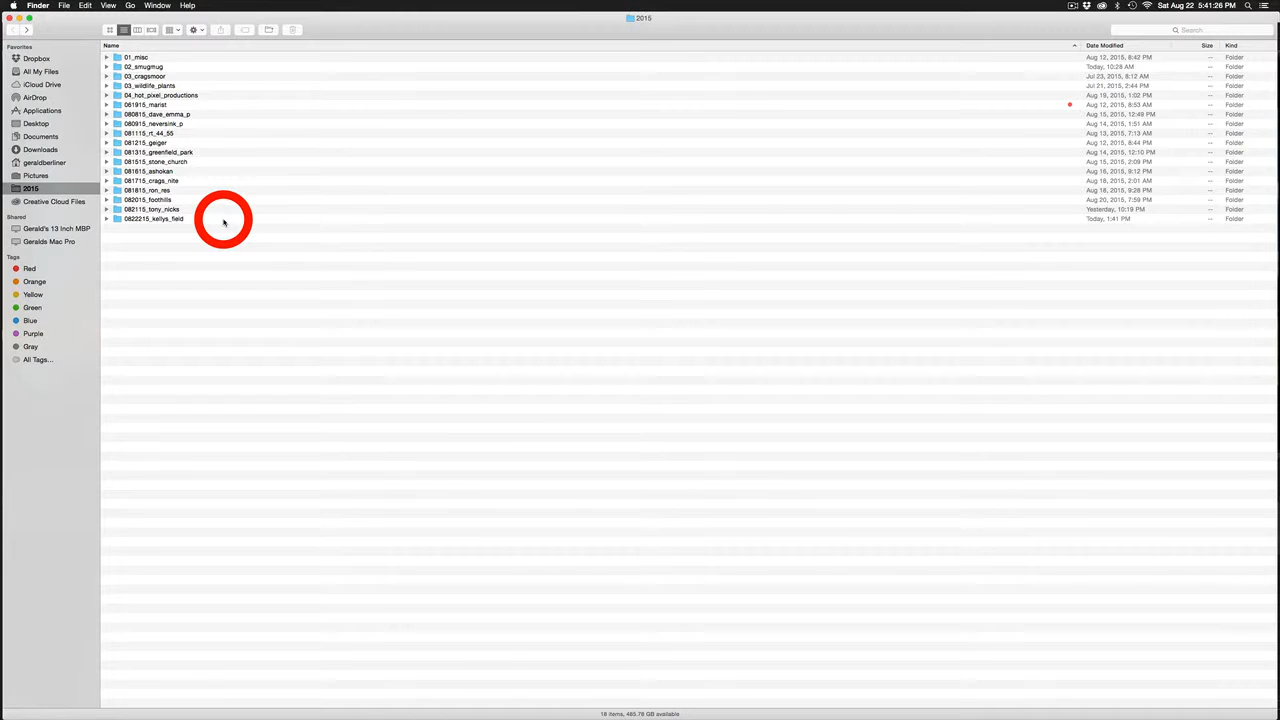 Finder File Edit View Go Window Help Sat Aug 22 5:41:26 PM
2015
Search
Favorites
Dropbox
All My Files
iCloud Drive
AirDrop
Applications
Desktop
Documents
Downloads
geraldberliner
Pictures
2015
Creative Cloud Files
Shared
Gerald's 13 Inch MBP
Geralds Mac Pro
Tags
Red
Orange
Yellow
Green
Blue
Purple
Gray
All Tags...
Name Date Modified Size Kind
01_misc Aug 12, 2015, 8:42 PM -- Folder
02_smugmug Today, 10:28 AM -- Folder
03_cragsmoor Jul 23, 2015, 8:12 AM -- Folder
03_wildlife_plants Jul 21, 2015, 2:44 PM -- Folder
04_hot_pixel_productions Aug 19, 2015, 1:02 PM -- Folder
061915_marist Aug 12, 2015, 8:53 AM -- Folder
080815_dave_emma_p Aug 15, 2015, 12:49 PM -- Folder
080915_neversink_p Aug 14, 2015, 1:51 AM -- Folder
081115_rt_44_55 Aug 13, 2015, 7:13 AM -- Folder
081215_geiger Aug 12, 2015, 8:44 PM -- Folder
081315_greenfield_park Aug 14, 2015, 12:10 PM -- Folder
081515_stone_church Aug 15, 2015, 2:09 PM -- Folder
081615_ashokan Aug 16, 2015, 9:12 PM -- Folder
081715_crags_nite Aug 18, 2015, 2:01 AM -- Folder
081815_ron_res Aug 18, 2015, 9:28 PM -- Folder
082015_foothills Aug 20, 2015, 7:59 PM -- Folder
082115_tony_nicks Yesterday, 10:19 PM -- Folder
0822215_kellys_field Today, 1:41 PM -- Folder
18 items, 485.78 GB available